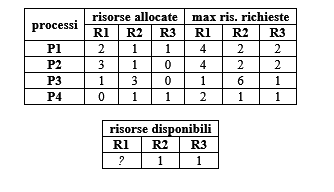 processi risorse allocate max ris. richieste
R1 R2 R3 R1 R2 R3
P1 2 1 1 4 2 2
P2 3 1 0 4 2 2
P3 1 3 0 1 6 1
P4 0 1 1 2 1 1
risorse disponibili
R1 R2 R3
? 1 1